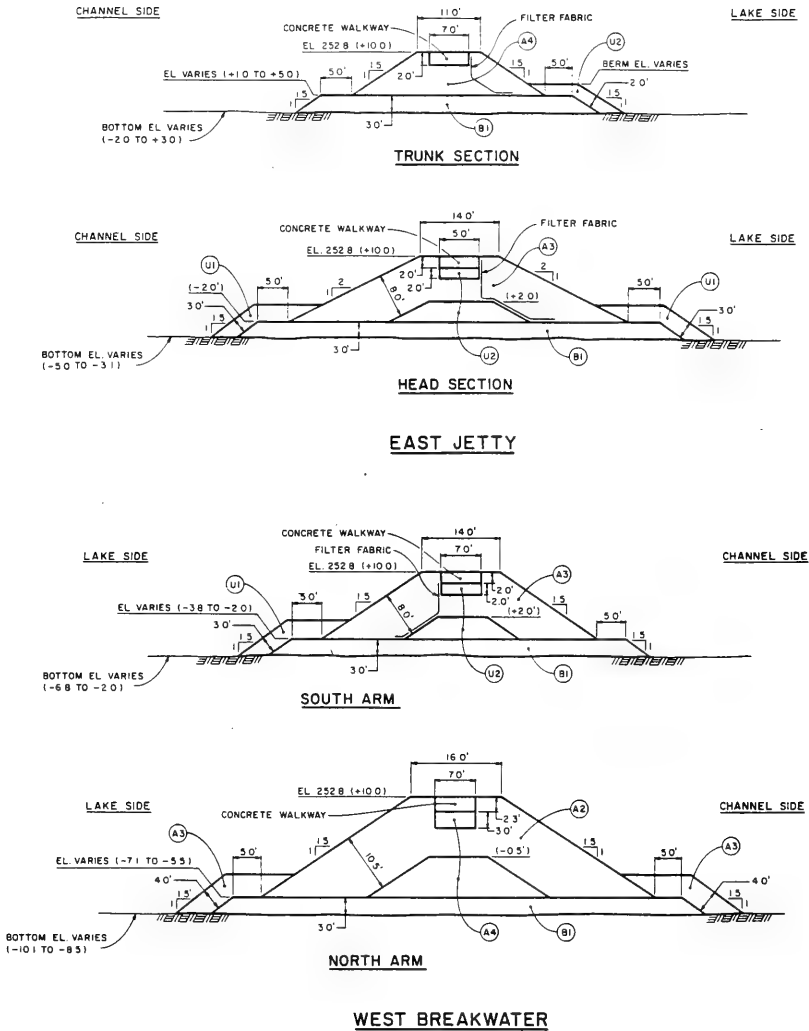 CHANNEL SIDE
LAKE SIDE
11.0'
7.0'
CONCRETE WALKWAY
FILTER FABRIC
EL 252.8 (+10.0)
A4
U2
2.0'
1.5
1
1.5
1
5.0'
5.0'
BERM EL. VARIES
EL VARIES (+1.0 TO +5.0)
2.0'
1.5
1
1.5
1
3.0'
B1
BOTTOM EL VARIES
(-2.0 TO +3.0)
TRUNK SECTION
CHANNEL SIDE
LAKE SIDE
14.0'
5.0'
CONCRETE WALKWAY
FILTER FABRIC
EL. 252.8 (+10.0)
A3
U1
U1
2.0'
2.0'
2
1
2
1
5.0'
5.0'
(-2.0')
8.0'
(+2.0)
3.0'
3.0'
1.5
1
1.5
1
3.0'
U2
B1
BOTTOM EL. VARIES
(-5.0 TO -3.1)
HEAD SECTION
EAST JETTY
LAKE SIDE
CHANNEL SIDE
14.0'
7.0'
CONCRETE WALKWAY
FILTER FABRIC
EL. 252.8 (+10.0)
A3
U1
2.0'
2.0'
1.5
1
1.5
1
5.0'
5.0'
EL VARIES (-3.8 TO -2.0)
8.0'
(+2.0')
3.0'
1.5
1
1.5
1
3.0'
U2
B1
BOTTOM EL VARIES
(-6.8 TO -2.0)
SOUTH ARM
16.0'
7.0'
LAKE SIDE
CHANNEL SIDE
EL 252.8 (+10.0)
CONCRETE WALKWAY
2.3'
3.0'
A2
A3
A3
1.5
1
1.5
1
5.0'
5.0'
EL. VARIES (-7.1 TO -5.5)
10.5'
(-0.5')
4.0'
4.0'
1.5'
1
1.5
1
3.0'
A4
B1
BOTTOM EL. VARIES
(-10.1 TO -8.5)
NORTH ARM
WEST BREAKWATER